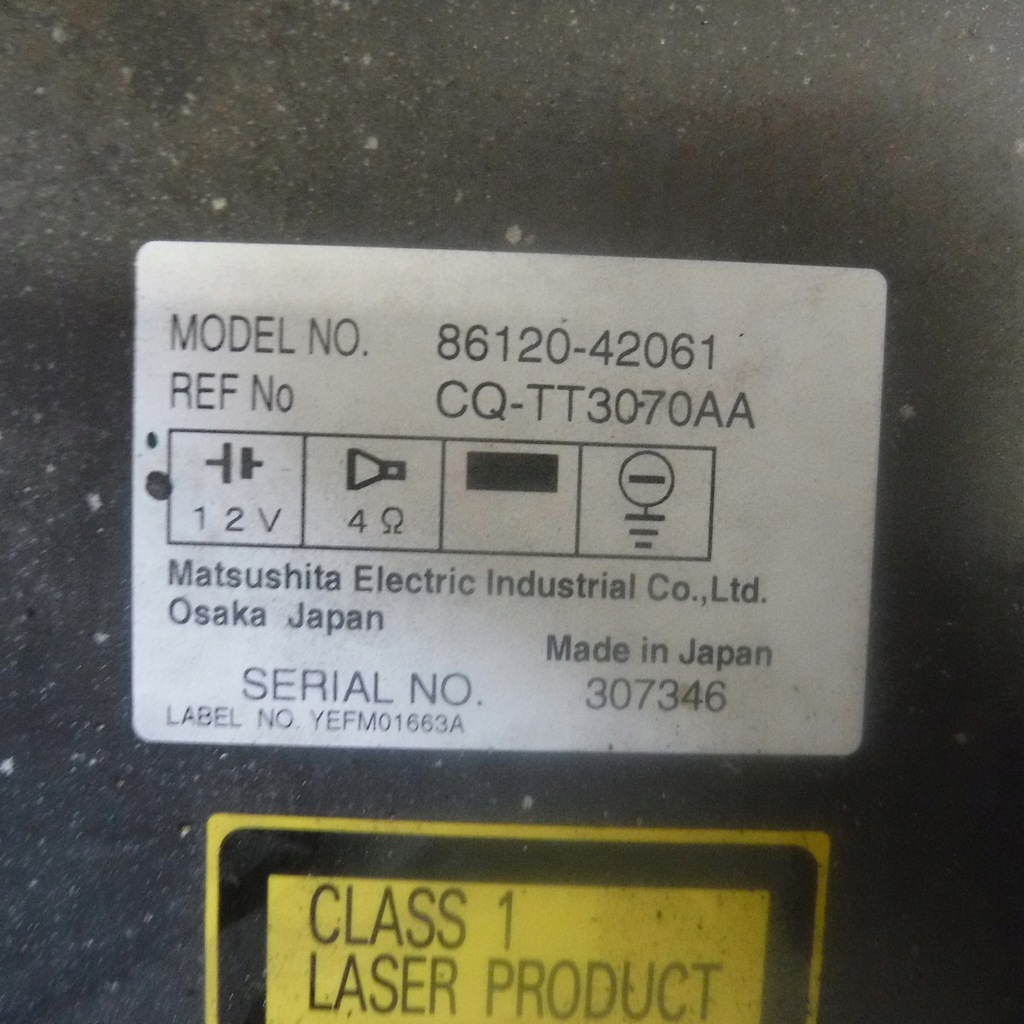 MODEL NO. 86120-42061
REF No CQ-TT3070AA
12V 4Ω
Matsushita Electric Industrial Co.,Ltd.
Osaka Japan
Made in Japan
SERIAL NO. 307346
LABEL NO. YEFM01663A
CLASS 1
LASER PRODUCT